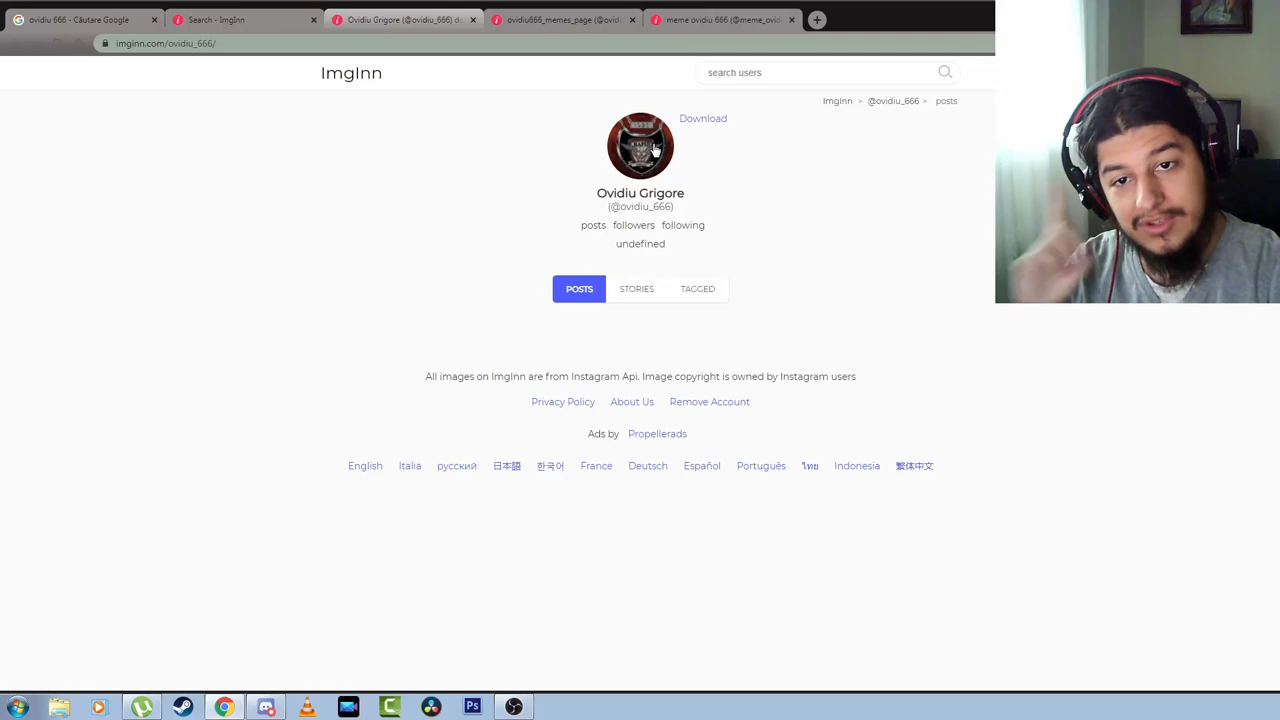 ovidiu 666 - Căutare Google
Search - ImgInn
Ovidiu Grigore (@ovidiu_666) do
ovidiu666_memes_page (@ovid
meme ovidiu 666 (@meme_ovid
imginn.com/ovidiu_666/
ImgInn
search users
ImgInn > @ovidiu_666 > posts
Download
Ovidiu Grigore
(@ovidiu_666)
posts followers following
undefined
POSTS STORIES TAGGED
All images on ImgInn are from Instagram Api. Image copyright is owned by Instagram users
Privacy Policy About Us Remove Account
Ads by Propellerads
English Italia русский 日本語 한국어 France Deutsch Español Português ไทย Indonesia 繁体中文
Ps